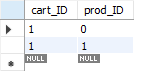 cart_ID prod_ID
1 0
1 1
NULL NULL